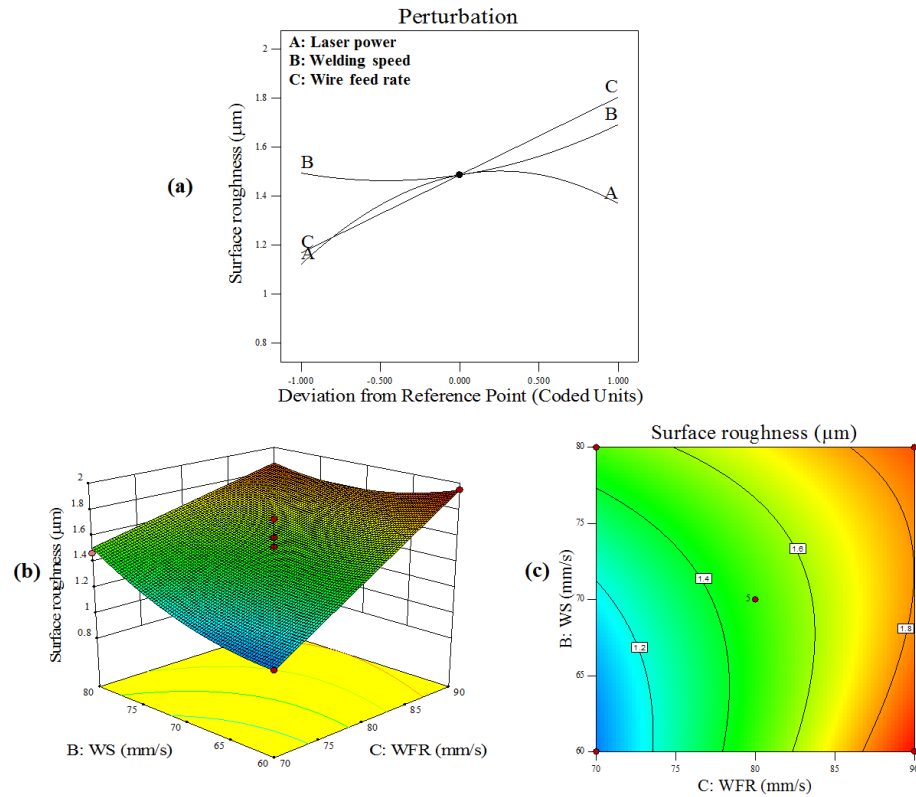 Perturbation
A: Laser power
B: Welding speed
C: Wire feed rate
Surface roughness (µm)
2
1.8
1.6
1.4
1.2
1
0.8
B
C
A
C
B
A
-1.000
-0.500
0.000
0.500
1.000
Deviation from Reference Point (Coded Units)
(a)
Surface roughness (µm)
2
1.8
1.6
1.4
1.2
1
0.8
80
75
70
65
60
B: WS (mm/s)
70
75
80
85
90
C: WFR (mm/s)
(b)
Surface roughness (µm)
B: WS (mm/s)
80
75
70
65
60
1.2
1.4
1.6
1.8
5
70
75
80
85
90
C: WFR (mm/s)
(c)